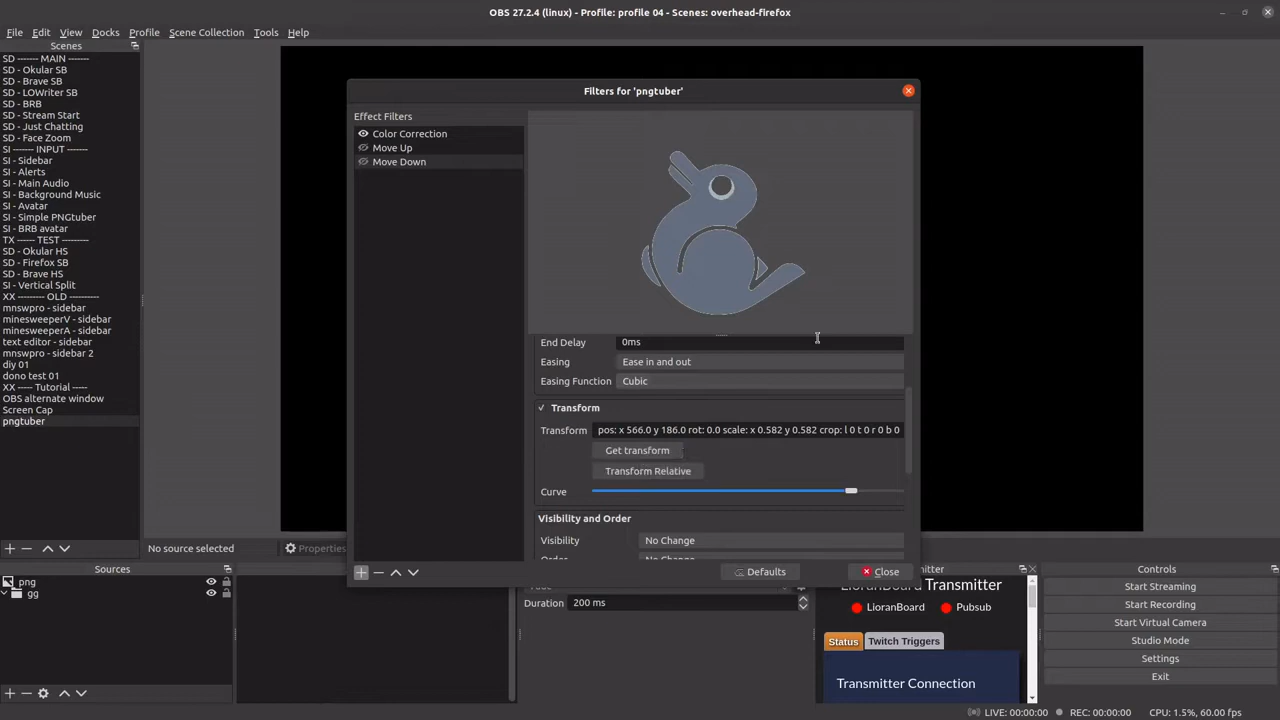 OBS 27.2.4 (linux) - Profile: profile 04 - Scenes: overhead-firefox
File Edit View Docks Profile Scene Collection Tools Help
Scenes
SD ------- MAIN -------
SD - Okular SB
SD - Brave SB
SD - LOWriter SB
SD - BRB
SD - Stream Start
SD - Just Chatting
SD - Face Zoom
SI ------- INPUT -------
SI - Sidebar
SI - Alerts
SI - Main Audio
SI - Background Music
SI - Avatar
SI - Simple PNGtuber
SI - BRB avatar
TX ------ TEST -------
SD - Okular HS
SD - Firefox SB
SD - Brave HS
SI - Vertical Split
XX --------- OLD ----------
mnswpro - sidebar
minesweeperV - sidebar
minesweeperA - sidebar
text editor - sidebar
mnswpro - sidebar 2
diy 01
dono test 01
XX ----- Tutorial -------
OBS alternate window
Screen Cap
pngtuber
Filters for 'pngtuber'
Effect Filters
Color Correction
Move Up
Move Down
End Delay 0ms
Easing Ease in and out
Easing Function Cubic
Transform
Transform pos: x 566.0 y 186.0 rot: 0.0 scale: x 0.582 y 0.582 crop: l 0 t 0 r 0 b 0
Get transform
Transform Relative
Curve
Visibility and Order
Visibility No Change
Order No Change
Defaults Close
No source selected Properties
Sources
png
gg
Duration 200 ms
LioranBoard Transmitter
LioranBoard Pubsub
Status Twitch Triggers
Transmitter Connection
Controls
Start Streaming
Start Recording
Start Virtual Camera
Studio Mode
Settings
Exit
LIVE: 00:00:00 REC: 00:00:00 CPU: 1.5%, 60.00 fps